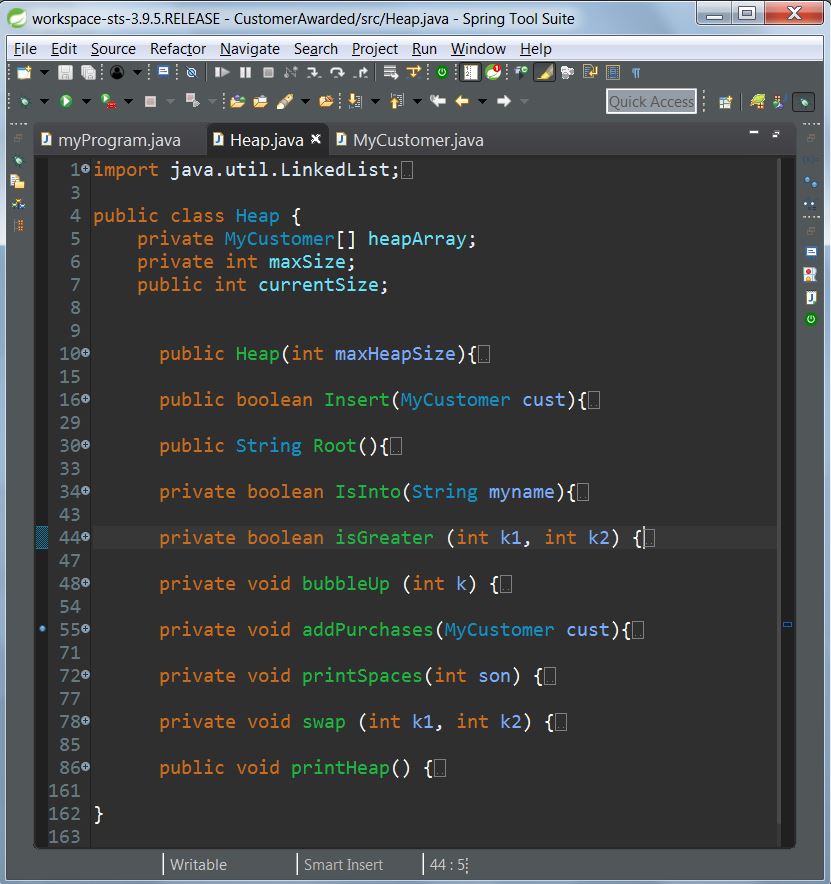 workspace-sts-3.9.5.RELEASE - CustomerAwarded/src/Heap.java - Spring Tool Suite
File Edit Source Refactor Navigate Search Project Run Window Help
Quick Access
myProgram.java Heap.java MyCustomer.java
1 import java.util.LinkedList;
3
4 public class Heap {
5 private MyCustomer[] heapArray;
6 private int maxSize;
7 public int currentSize;
8
9
10 public Heap(int maxHeapSize){
15
16 public boolean Insert(MyCustomer cust){
29
30 public String Root(){
33
34 private boolean IsInto(String myname){
43
44 private boolean isGreater (int k1, int k2) {
47
48 private void bubbleUp (int k) {
54
55 private void addPurchases(MyCustomer cust){
71
72 private void printSpaces(int son) {
77
78 private void swap (int k1, int k2) {
85
86 public void printHeap() {
161
162 }
163
Writable Smart Insert 44 : 5